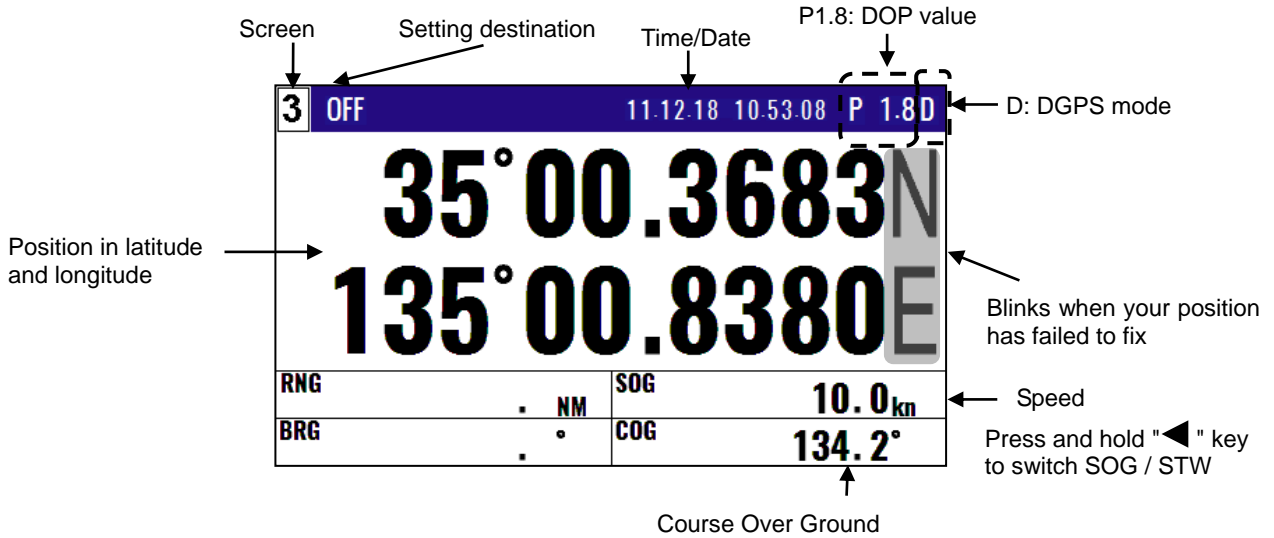 P1.8: DOP value
Screen
Setting destination
Time/Date
3 OFF 11-12-18 10-53-08 P 1.8 D
D: DGPS mode
35°00.3683N
Position in latitude
and longitude
135°00.8380E
Blinks when your position
has failed to fix
RNG . NM
SOG 10.0kn
Speed
BRG . °
COG 134.2°
Press and hold "◀ " key
to switch SOG / STW
Course Over Ground